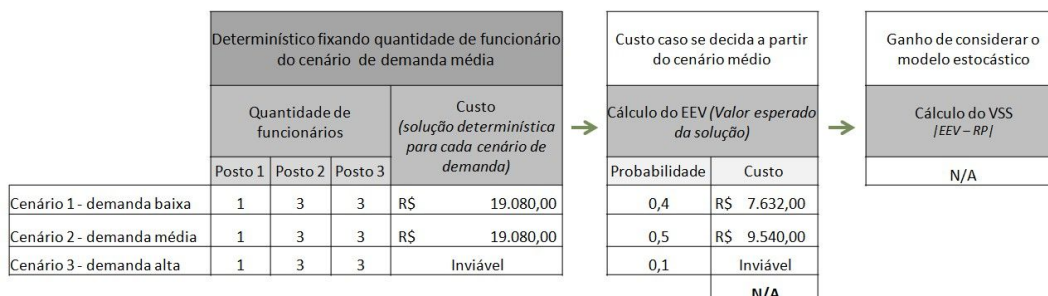 Determinístico fixando quantidade de funcionário
do cenário de demanda média
Custo caso se decida a partir
do cenário médio
Ganho de considerar o
modelo estocástico
Quantidade de
funcionários
Custo
(solução determinística
para cada cenário de
demanda)
Cálculo do EEV (Valor esperado
da solução)
Cálculo do VSS
|EEV – RP|
Posto 1 Posto 2 Posto 3
Probabilidade Custo
N/A
Cenário 1 - demanda baixa 1 3 3 R$ 19.080,00 0,4 R$ 7.632,00
Cenário 2 - demanda média 1 3 3 R$ 19.080,00 0,5 R$ 9.540,00
Cenário 3 - demanda alta 1 3 3 Inviável 0,1 Inviável
N/A